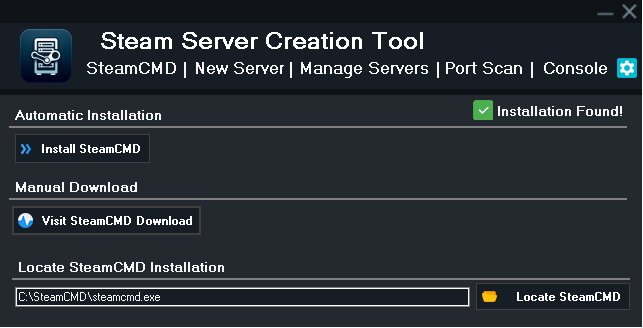 Steam Server Creation Tool
SteamCMD | New Server | Manage Servers | Port Scan | Console
Automatic Installation
Installation Found!
Install SteamCMD
Manual Download
Visit SteamCMD Download
Locate SteamCMD Installation
C:\SteamCMD\steamcmd.exe
Locate SteamCMD